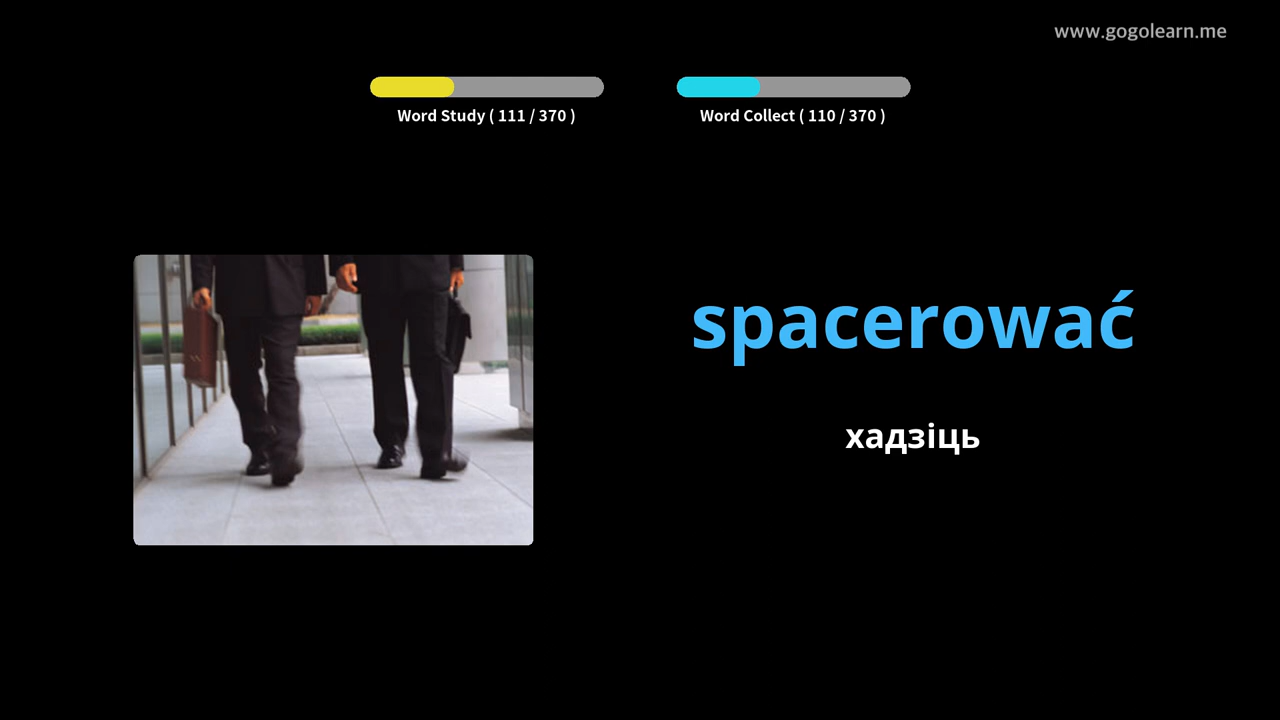 www.gogolearn.me
Word Study ( 111 / 370 )
Word Collect ( 110 / 370 )
spacerować
хадзіць